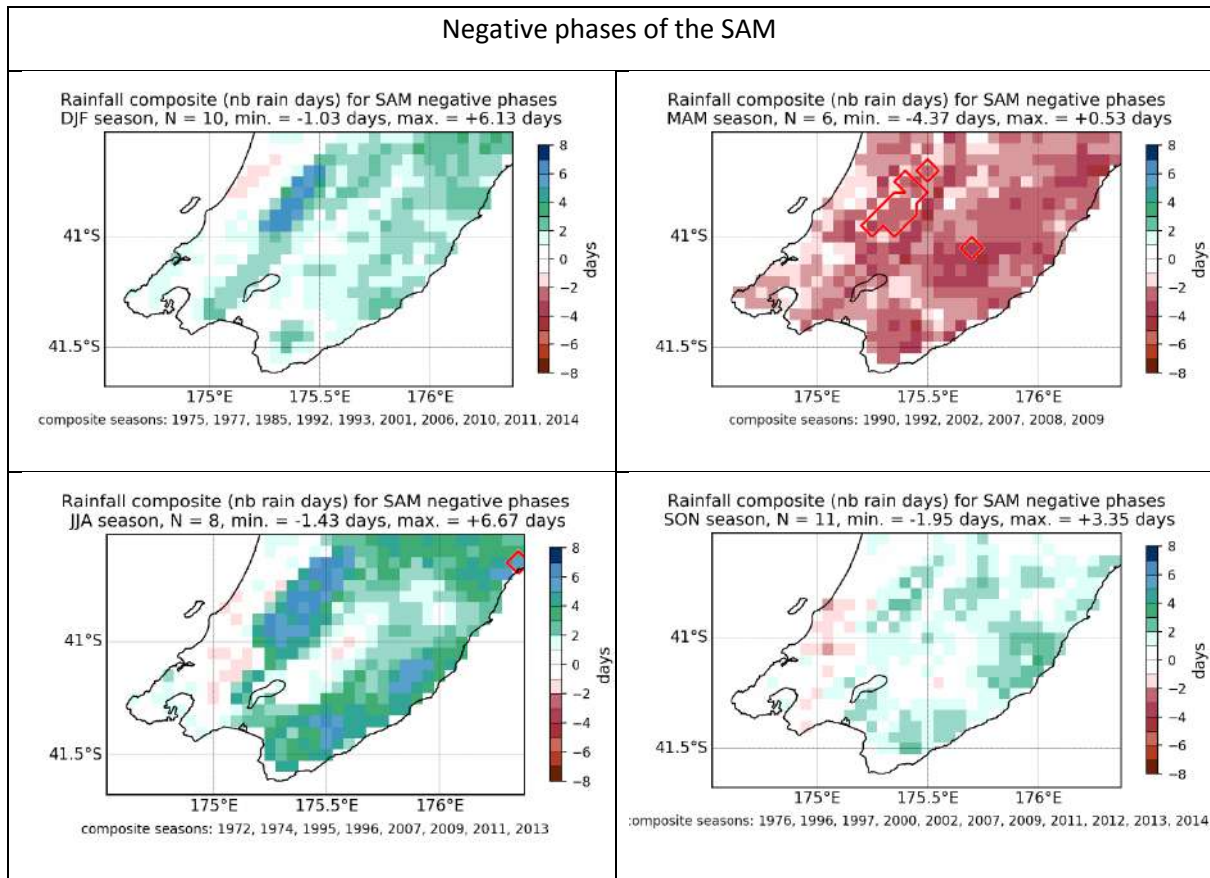 Negative phases of the SAM
Rainfall composite (nb rain days) for SAM negative phases
DJF season, N = 10, min. = -1.03 days, max. = +6.13 days
8
6
4
2
0
−2
−4
−6
−8
days
41°S
41.5°S
175°E
175.5°E
176°E
composite seasons: 1975, 1977, 1985, 1992, 1993, 2001, 2006, 2010, 2011, 2014
Rainfall composite (nb rain days) for SAM negative phases
MAM season, N = 6, min. = -4.37 days, max. = +0.53 days
8
6
4
2
0
−2
−4
−6
−8
days
41°S
41.5°S
175°E
175.5°E
176°E
composite seasons: 1990, 1992, 2002, 2007, 2008, 2009
Rainfall composite (nb rain days) for SAM negative phases
JJA season, N = 8, min. = -1.43 days, max. = +6.67 days
8
6
4
2
0
−2
−4
−6
−8
days
41°S
41.5°S
175°E
175.5°E
176°E
composite seasons: 1972, 1974, 1995, 1996, 2007, 2009, 2011, 2013
Rainfall composite (nb rain days) for SAM negative phases
SON season, N = 11, min. = -1.95 days, max. = +3.35 days
8
6
4
2
0
−2
−4
−6
−8
days
41°S
41.5°S
175°E
175.5°E
176°E
:omposite seasons: 1976, 1996, 1997, 2000, 2002, 2007, 2009, 2011, 2012, 2013, 2014